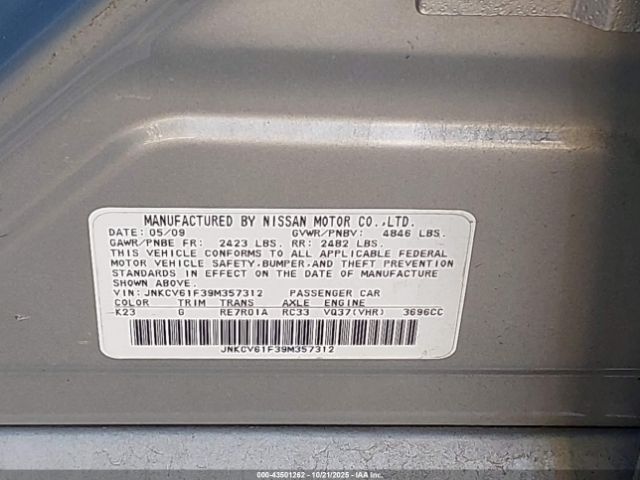 MANUFACTURED BY NISSAN MOTOR CO.,LTD.
DATE: 05/09 GVWR/PNBV: 4846 LBS.
GAWR/PNBE FR: 2423 LBS. RR: 2482 LBS.
THIS VEHICLE CONFORMS TO ALL APPLICABLE FEDERAL
MOTOR VEHICLE SAFETY,BUMPER,AND THEFT PREVENTION
STANDARDS IN EFFECT ON THE DATE OF MANUFACTURE
SHOWN ABOVE.
VIN: JNKCV61F39M357312 PASSENGER CAR
COLOR TRIM TRANS AXLE ENGINE
K23 G RE7R01A RC33 VQ37(VHR) 3696CC
JNKCV61F39M357312
000-43501262 - 10/21/2025 - IAAI.com